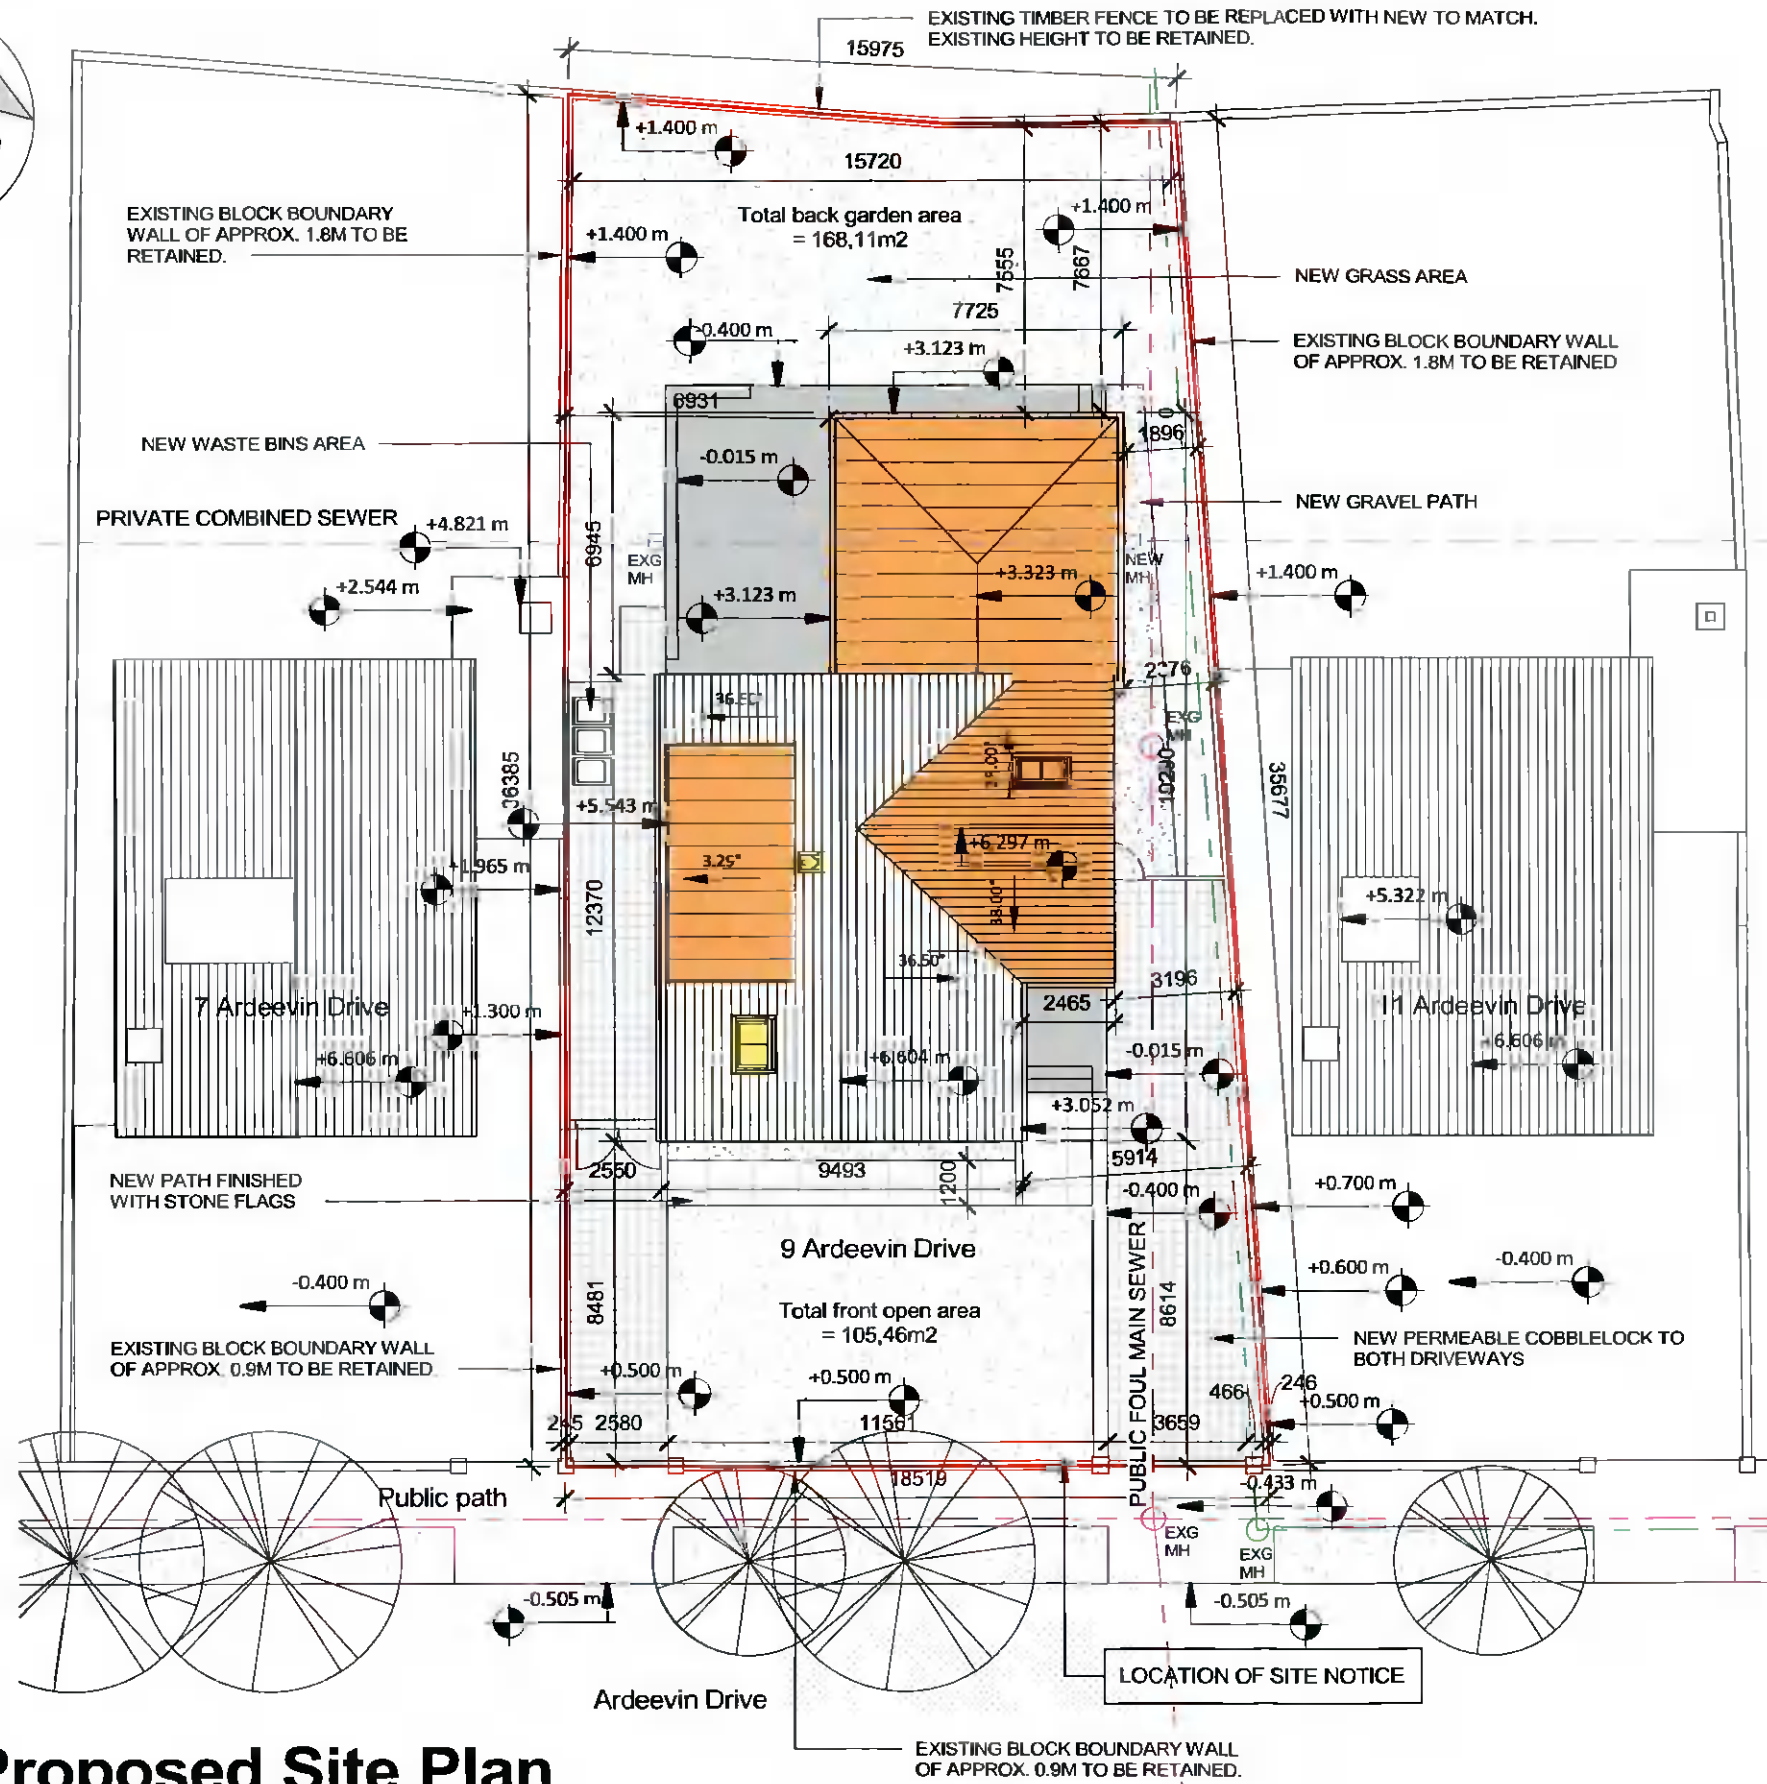 EXISTING TIMBER FENCE TO BE REPLACED WITH NEW TO MATCH.
EXISTING HEIGHT TO BE RETAINED.
15975
+1.400 m
15720
EXISTING BLOCK BOUNDARY
WALL OF APPROX. 1.8M TO BE
RETAINED.
Total back garden area
= 168,11m2
+1.400 m
+1.400 m
7655
7667
NEW GRASS AREA
7725
-0.400 m
+3.123 m
EXISTING BLOCK BOUNDARY WALL
OF APPROX. 1.8M TO BE RETAINED
6931
1896
NEW WASTE BINS AREA
-0.015 m
NEW GRAVEL PATH
PRIVATE COMBINED SEWER
+4.821 m
6945
EXG
MH
NEW
MH
+2.544 m
+3.123 m
+3.323 m
+1.400 m
2376
36.50°
EXG
MH
36385
+5.543 m
35677
3.25°
+6.297 m
+1.965 m
12370
38.00°
+5.322 m
36.50°
3196
2465
7 Ardeevin Drive
11 Ardeevin Drive
+1.300 m
+6.606 m
+6.604 m
-0.015 m
+6.606 m
+3.052 m
NEW PATH FINISHED
WITH STONE FLAGS
2550
9493
1200
5914
-0.400 m
+0.700 m
9 Ardeevin Drive
-0.400 m
+0.600 m
-0.400 m
8481
Total front open area
= 105,46m2
PUBLIC FOUL MAIN SEWER
8614
EXISTING BLOCK BOUNDARY WALL
OF APPROX. 0.9M TO BE RETAINED.
NEW PERMEABLE COBBLELOCK TO
BOTH DRIVEWAYS
+0.500 m
+0.500 m
466
246
+0.500 m
245
2580
11561
3659
18519
-0.433 m
Public path
EXG
MH
EXG
MH
-0.505 m
-0.505 m
LOCATION OF SITE NOTICE
Ardeevin Drive
EXISTING BLOCK BOUNDARY WALL
OF APPROX. 0.9M TO BE RETAINED.
Proposed Site Plan